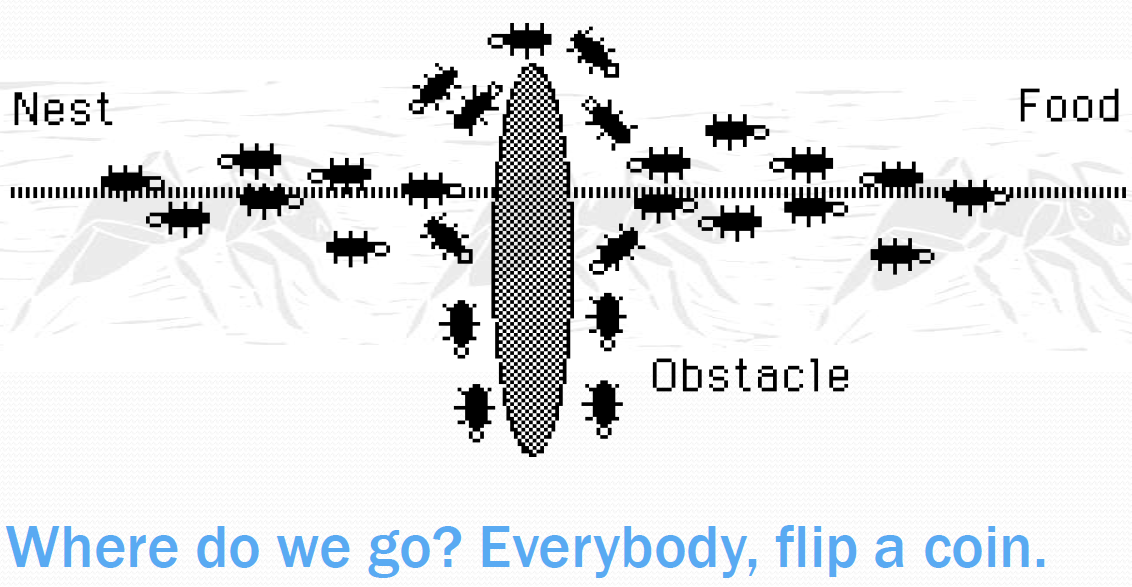 Nest
Food
Obstacle
Where do we go? Everybody, flip a coin.